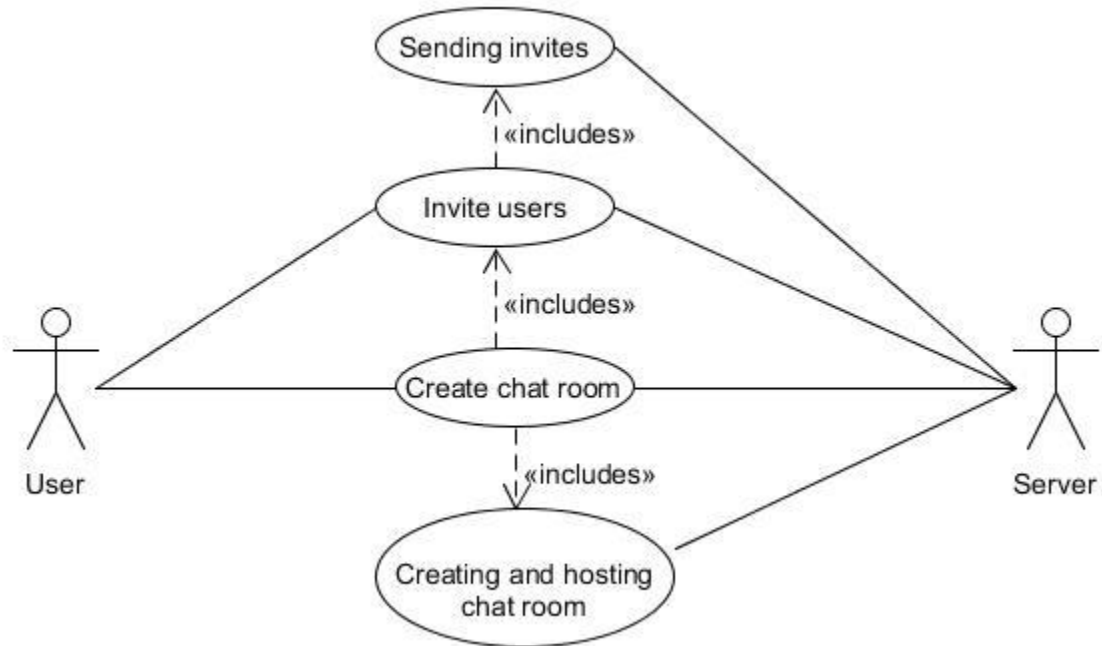 Sending invites
«includes»
Invite users
«includes»
Create chat room
User
Server
«includes»
Creating and hosting
chat room